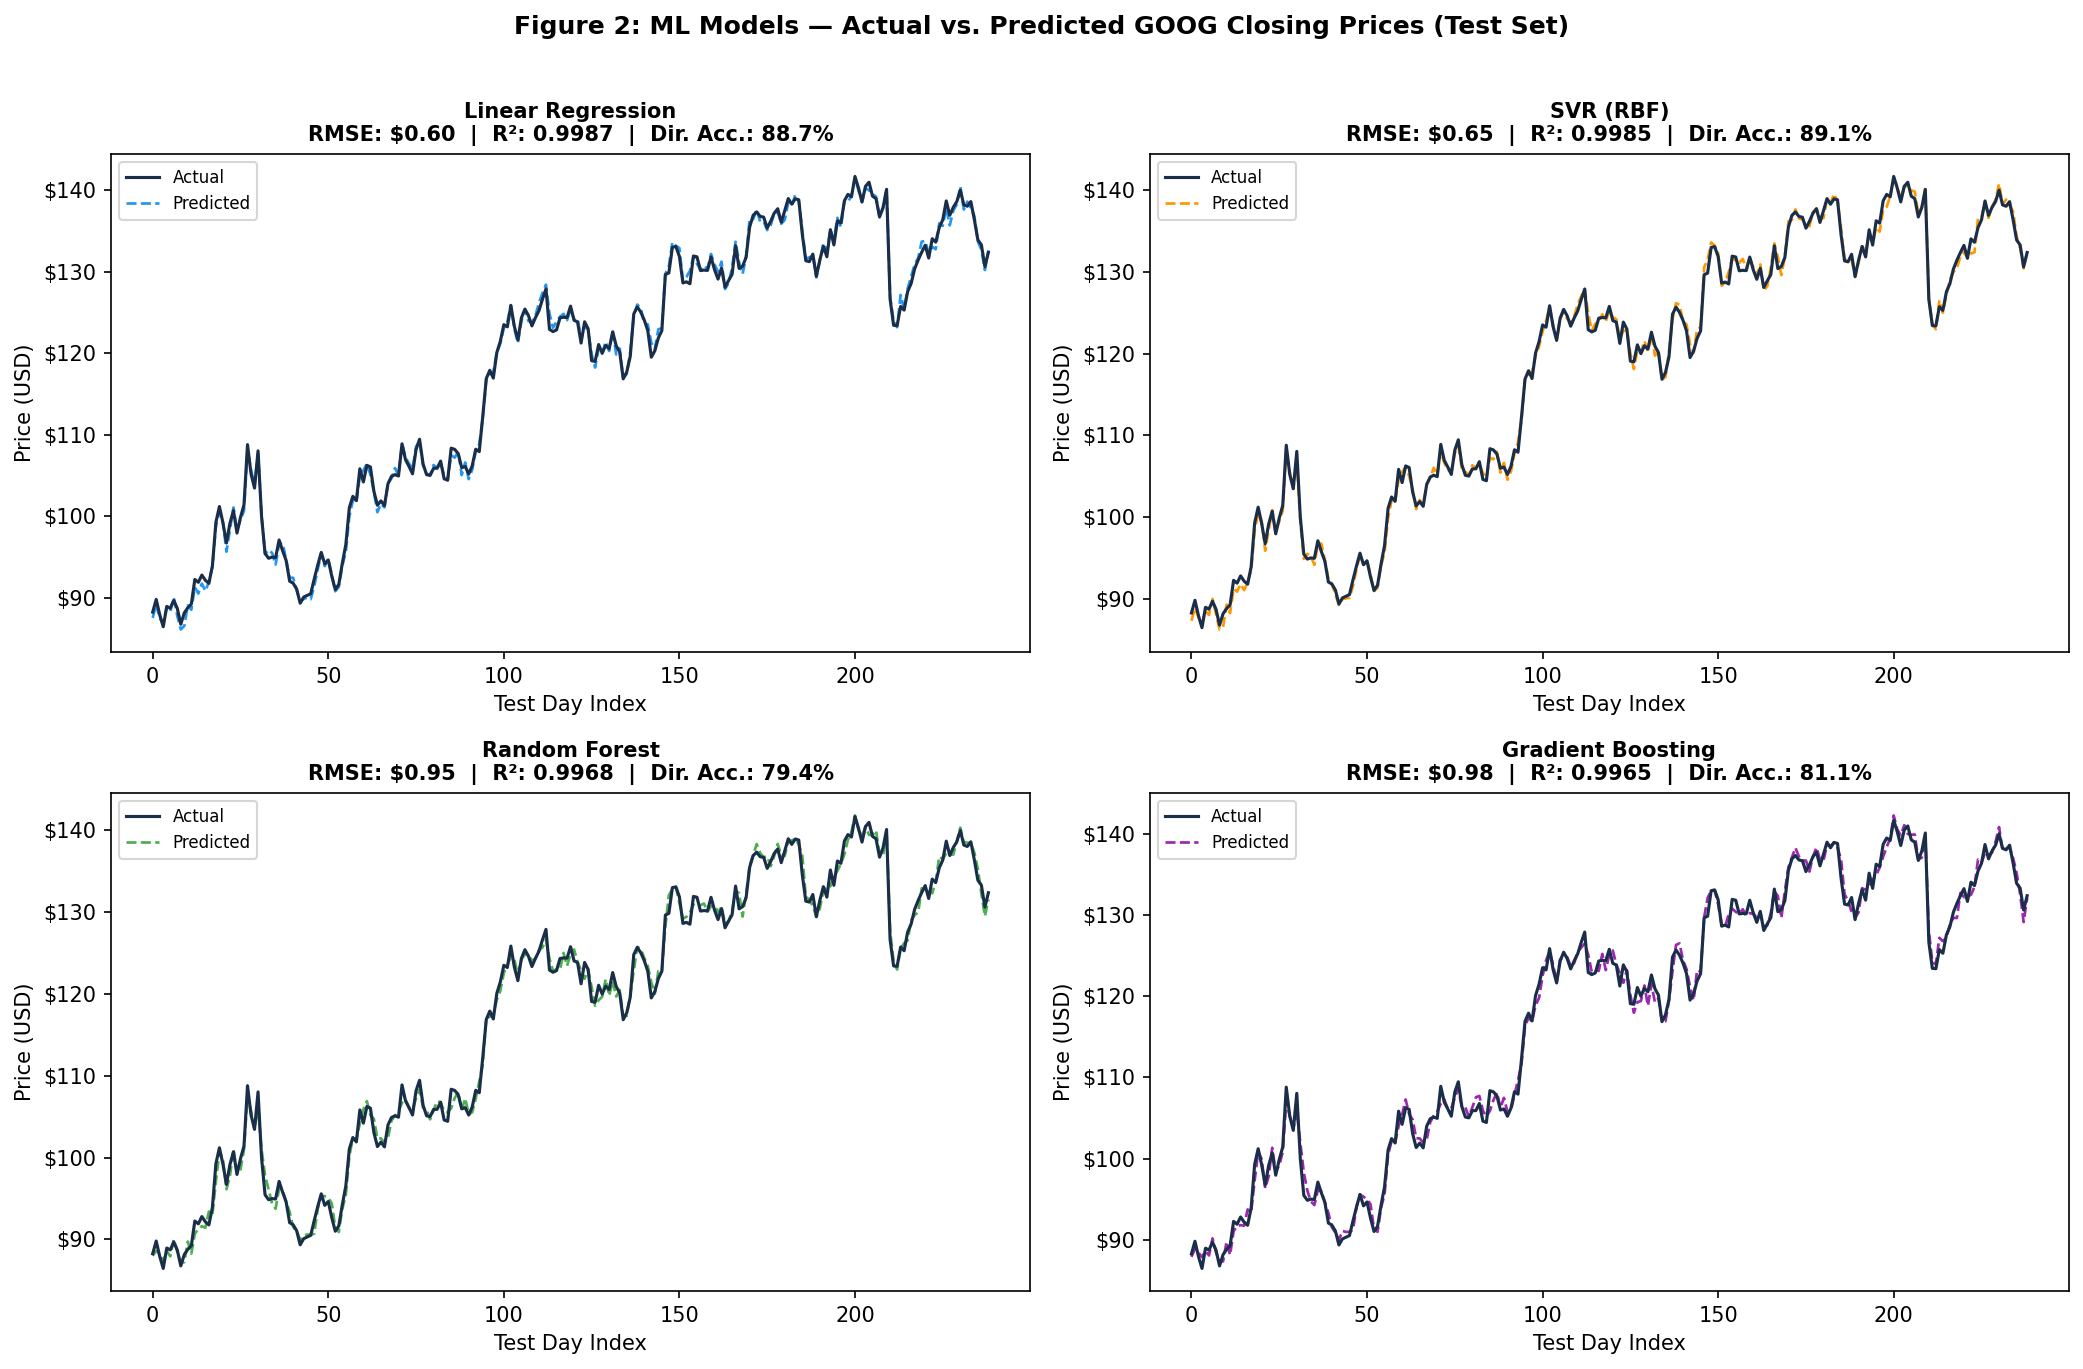 Figure 2: ML Models — Actual vs. Predicted GOOG Closing Prices (Test Set)
Linear Regression
RMSE: $0.60 | R²: 0.9987 | Dir. Acc.: 88.7%
Actual
Predicted
$140
$130
$120
$110
$100
$90
Price (USD)
0 50 100 150 200
Test Day Index
SVR (RBF)
RMSE: $0.65 | R²: 0.9985 | Dir. Acc.: 89.1%
Actual
Predicted
$140
$130
$120
$110
$100
$90
Price (USD)
0 50 100 150 200
Test Day Index
Random Forest
RMSE: $0.95 | R²: 0.9968 | Dir. Acc.: 79.4%
Actual
Predicted
$140
$130
$120
$110
$100
$90
Price (USD)
0 50 100 150 200
Test Day Index
Gradient Boosting
RMSE: $0.98 | R²: 0.9965 | Dir. Acc.: 81.1%
Actual
Predicted
$140
$130
$120
$110
$100
$90
Price (USD)
0 50 100 150 200
Test Day Index